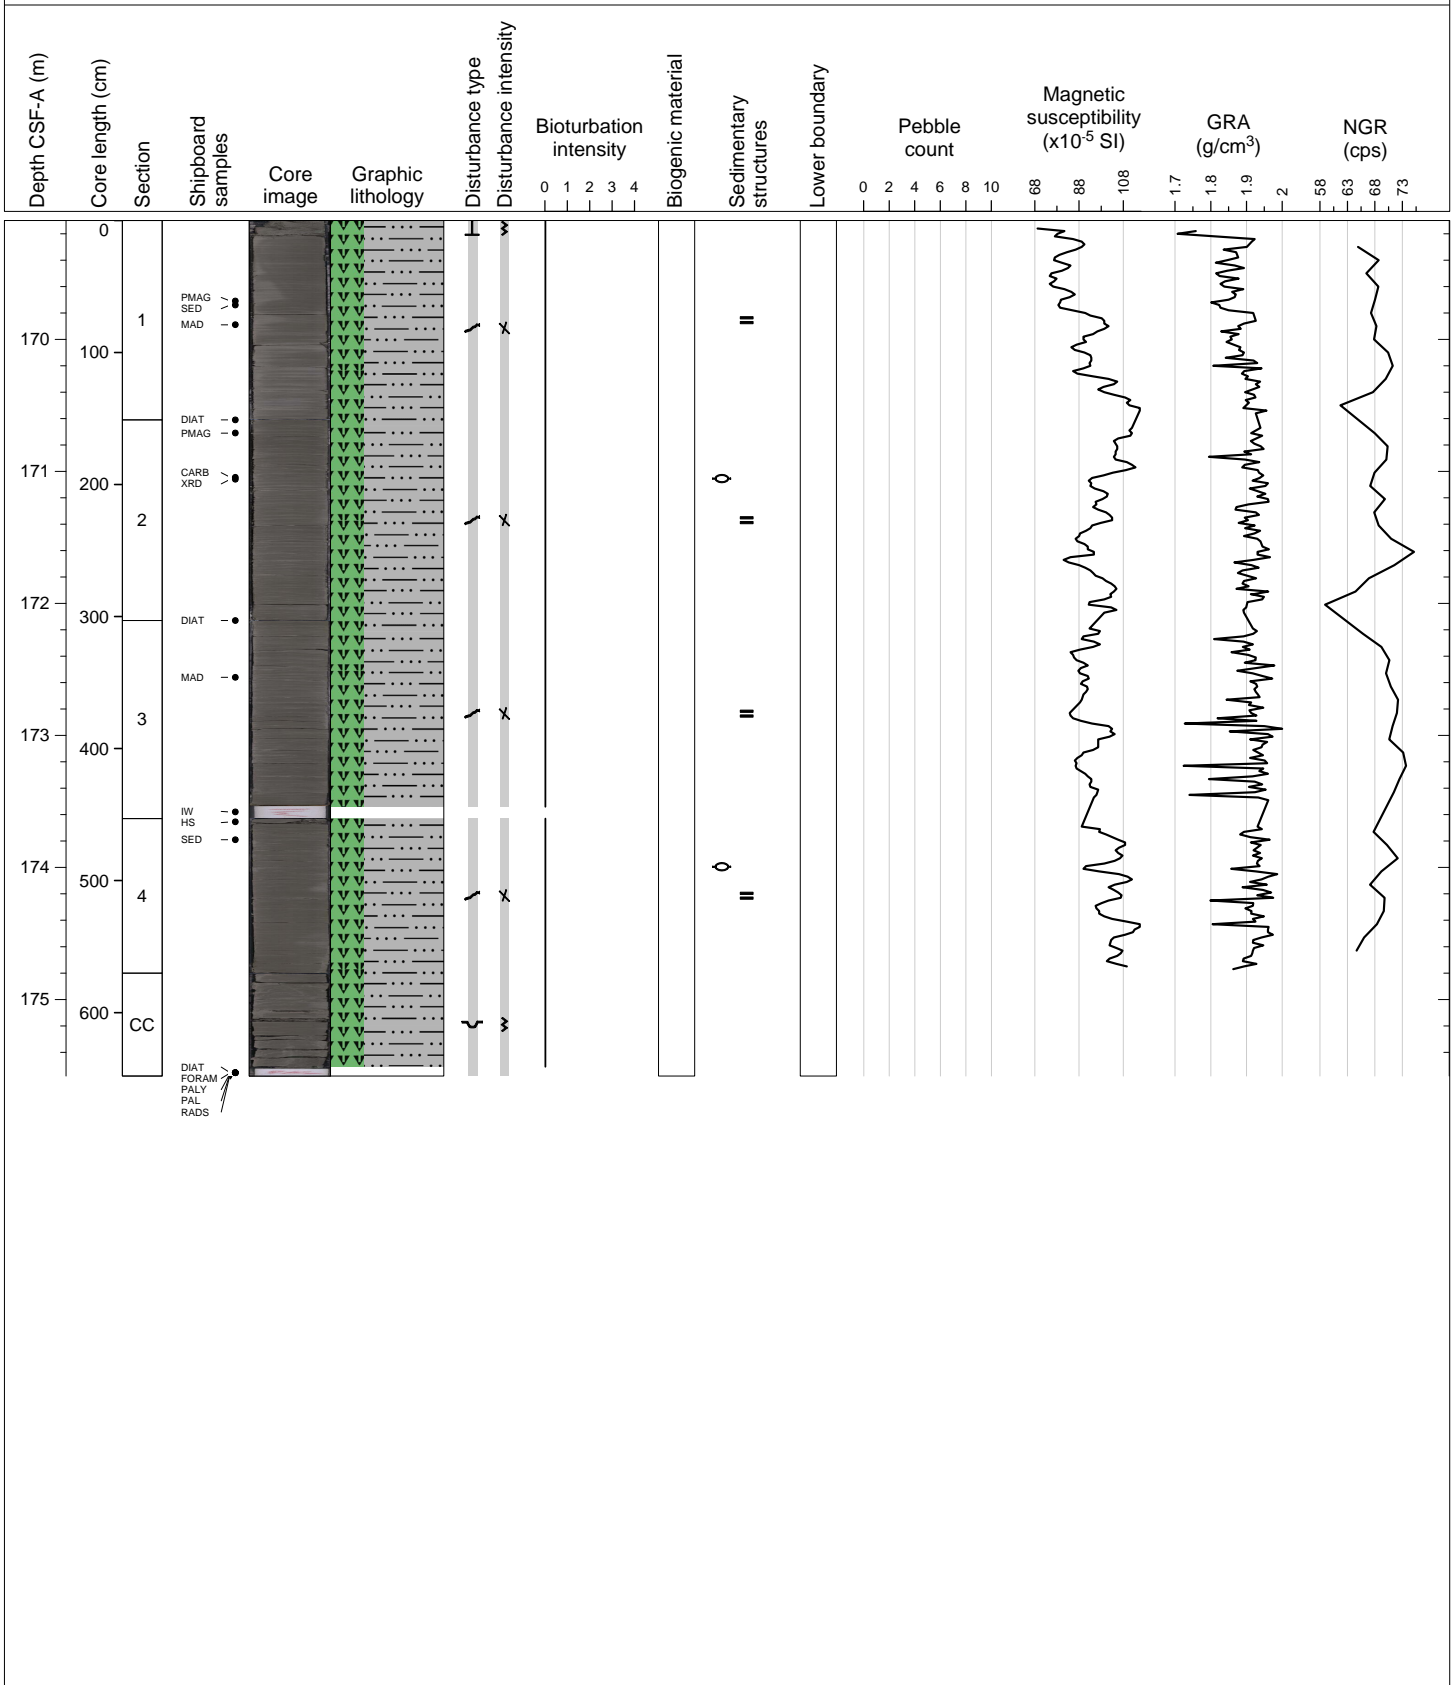 Depth CSF-A (m)
Core length (cm)
Section
Shipboard
samples
Core
image
Graphic
lithology
Disturbance type
Disturbance intensity
Bioturbation
intensity
0 1 2 3 4
Biogenic material
Sedimentary
structures
Lower boundary
Pebble
count
0 2 4 6 8 10
Magnetic
susceptibility
(x10-5 SI)
68 88 108
GRA
(g/cm3)
1.7 1.8 1.9 2
NGR
(cps)
58 63 68 73
0
PMAG
SED
1
MAD
170
100
DIAT
PMAG
171
CARB
200
XRD
2
172
300
DIAT
MAD
3
173
400
IW
HS
SED
174
500
4
175
600
CC
DIAT
FORAM
PALY
PAL
RADS